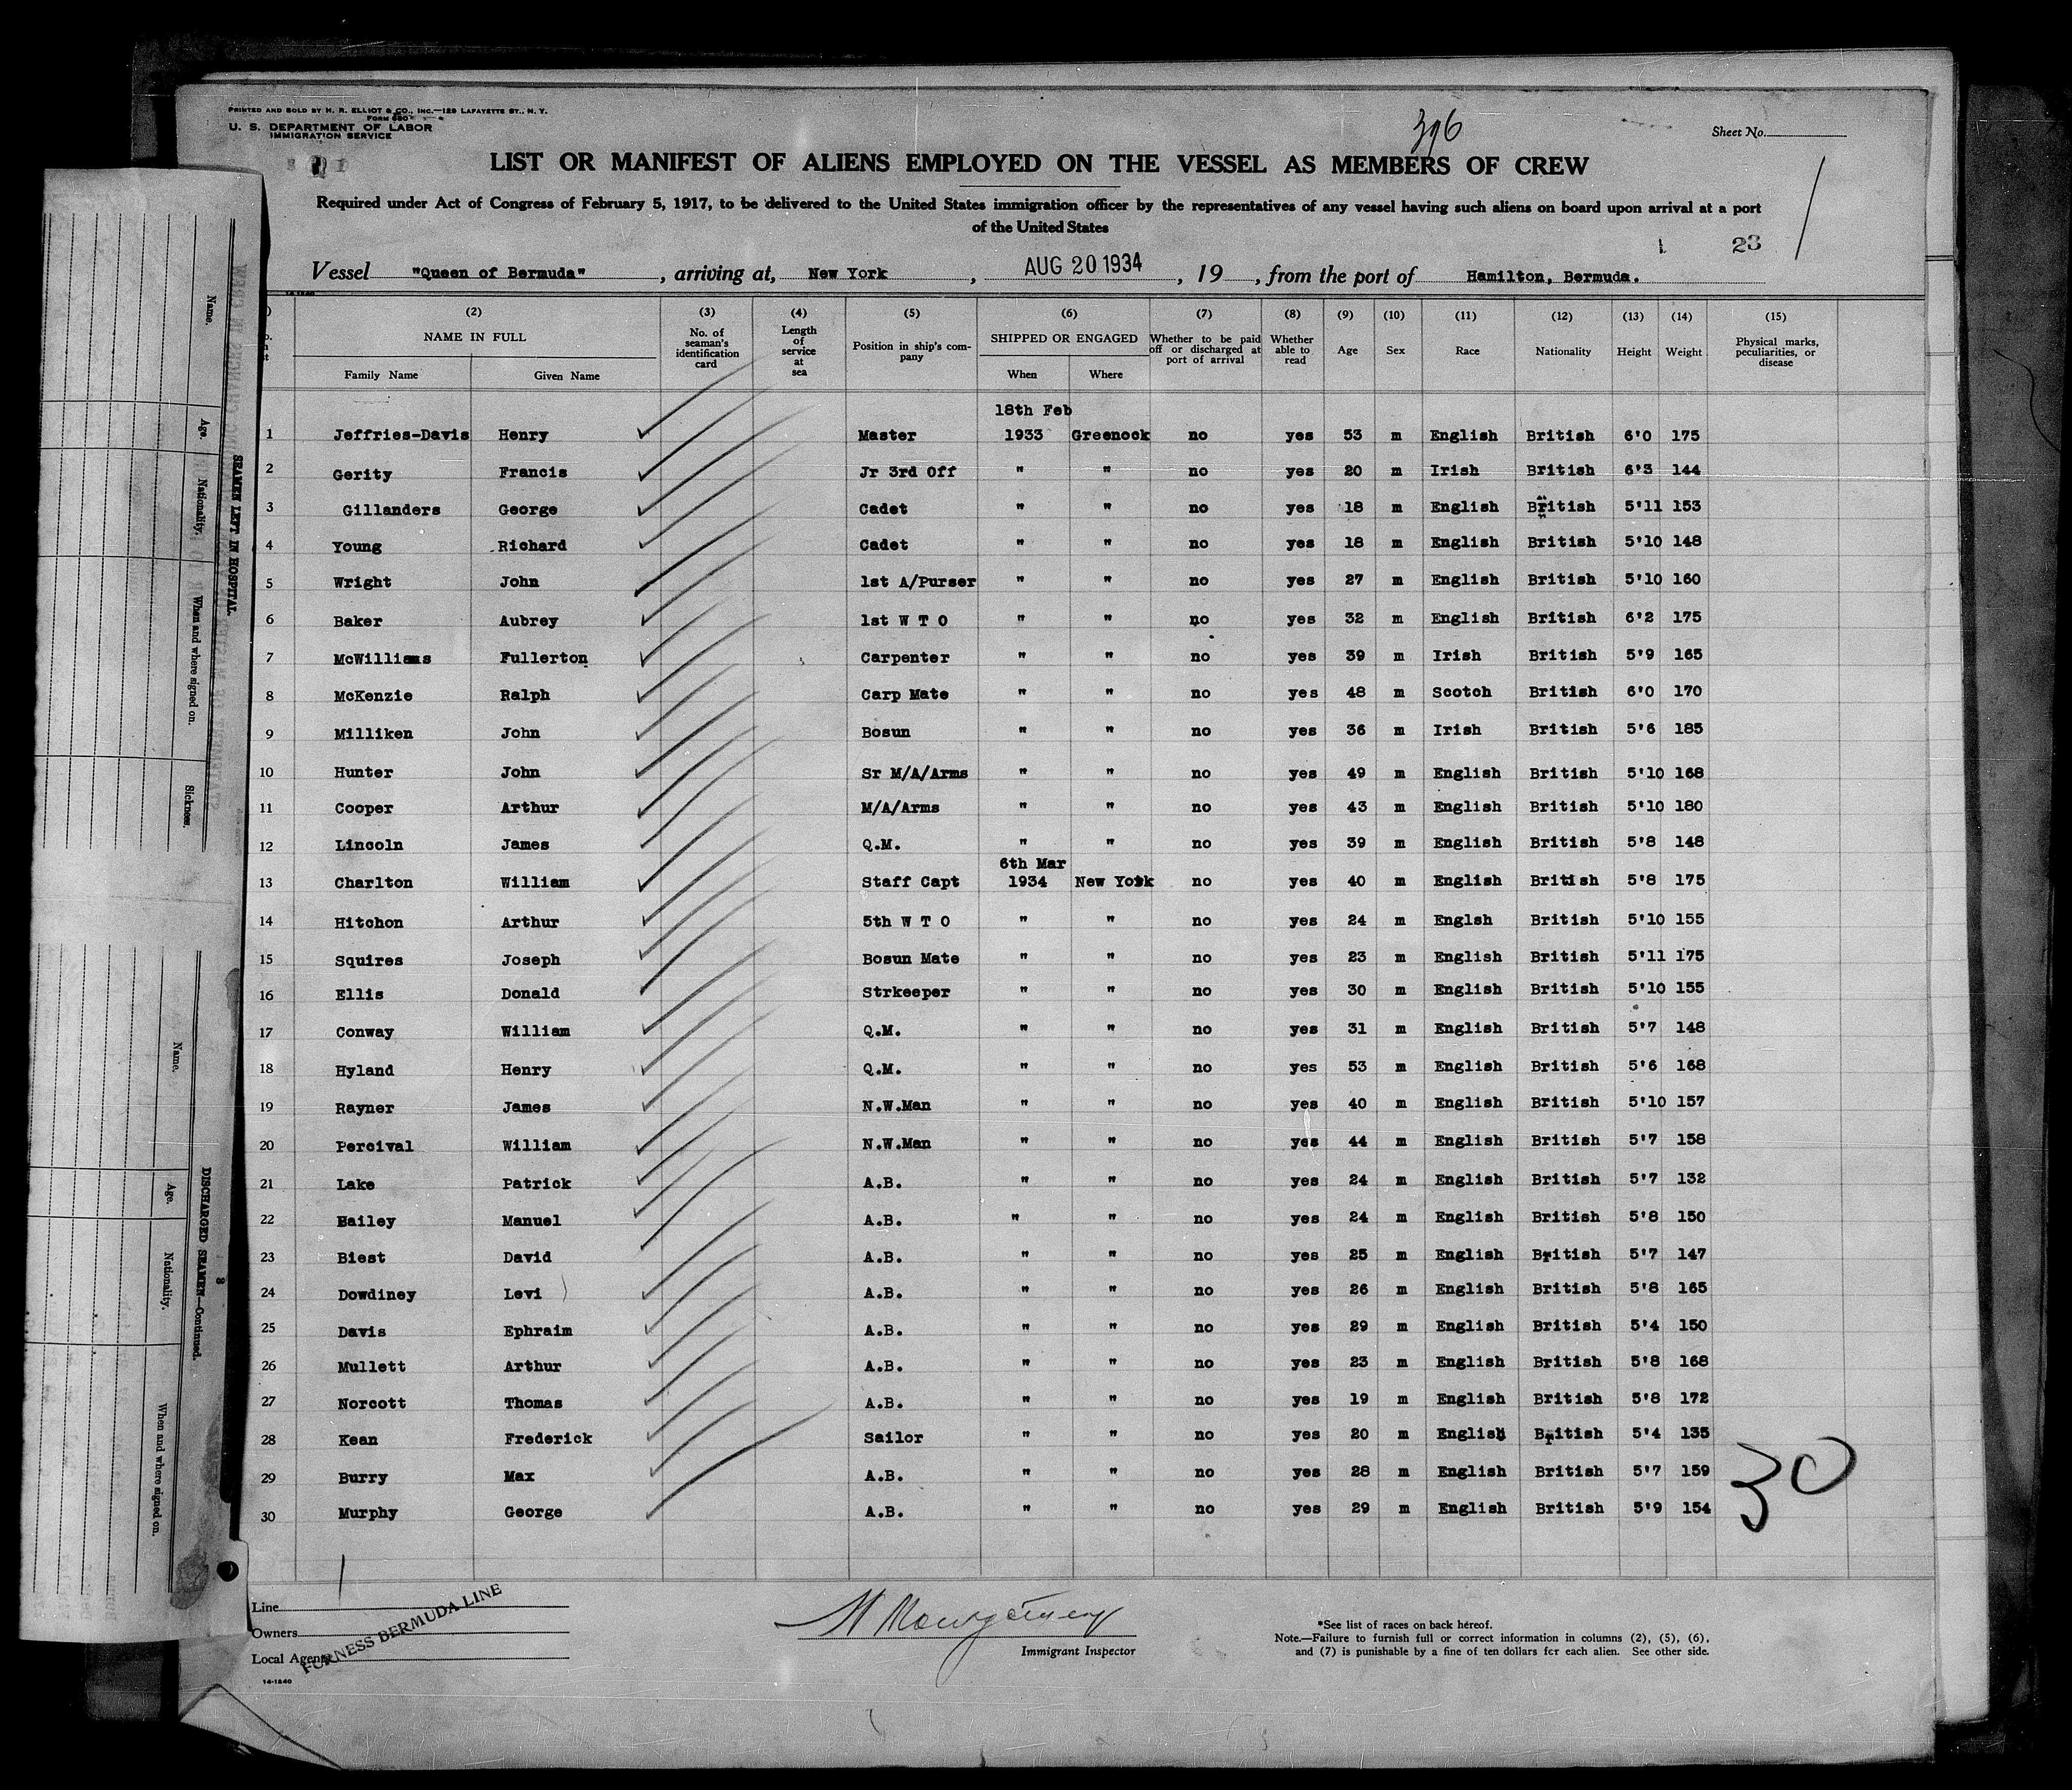 PRINTED AND SOLD BY H. R. ELLIOT & CO., INC.—129 LAFAYETTE ST., N. Y.
FORM 680
U. S. DEPARTMENT OF LABOR
IMMIGRATION SERVICE
396
Sheet No.
LIST OR MANIFEST OF ALIENS EMPLOYED ON THE VESSEL AS MEMBERS OF CREW
Required under Act of Congress of February 5, 1917, to be delivered to the United States immigration officer by the representatives of any vessel having such aliens on board upon arrival at a port
of the United States
23
Vessel "Queen of Bermuda", arriving at, New York, AUG 20 1934, 19, from the port of Hamilton, Bermuda.
(2) (3) (4) (5) (6) (7) (8) (9) (10) (11) (12) (13) (14) (15)
NAME IN FULL No. of seaman's identification card Length of service at sea Position in ship's company SHIPPED OR ENGAGED Whether to be paid off or discharged at port of arrival Whether able to read Age Sex Race Nationality Height Weight Physical marks, peculiarities, or disease
Family Name Given Name When Where
18th Feb
1 Jeffries-Davis Henry Master 1933 Greenock no yes 53 m English British 6'0 175
2 Gerity Francis Jr 3rd Off " " no yes 20 m Irish British 6'3 144
3 Gillanders George Cadet " " no yes 18 m English British 5'11 153
4 Young Richard Cadet " " no yes 18 m English British 5'10 148
5 Wright John 1st A/Purser " " no yes 27 m English British 5'10 160
6 Baker Aubrey 1st W T O " " no yes 32 m English British 6'2 175
7 McWilliams Fullerton Carpenter " " no yes 39 m Irish British 5'9 165
8 McKenzie Ralph Carp Mate " " no yes 48 m Scotch British 6'0 170
9 Milliken John Bosun " " no yes 36 m Irish British 5'6 185
10 Hunter John Sr M/A/Arms " " no yes 49 m English British 5'10 168
11 Cooper Arthur M/A/Arms " " no yes 43 m English British 5'10 180
12 Lincoln James Q.M. " " no yes 39 m English British 5'8 148
6th Mar
13 Charlton William Staff Capt 1934 New York no yes 40 m English British 5'8 175
14 Hitchon Arthur 5th W T O " " no yes 24 m Englsh British 5'10 155
15 Squires Joseph Bosun Mate " " no yes 23 m English British 5'11 175
16 Ellis Donald Strkeeper " " no yes 30 m English British 5'10 155
17 Conway William Q.M. " " no yes 31 m English British 5'7 148
18 Hyland Henry Q.M. " " no yes 53 m English British 5'6 168
19 Rayner James N.W.Man " " no yes 40 m English British 5'10 157
20 Percival William N.W.Man " " no yes 44 m English British 5'7 158
21 Lake Patrick A.B. " " no yes 24 m English British 5'7 132
22 Bailey Manuel A.B. " " no yes 24 m English British 5'8 150
23 Biest David A.B. " " no yes 25 m English British 5'7 147
24 Dowdiney Levi A.B. " " no yes 26 m English British 5'8 165
25 Davis Ephraim A.B. " " no yes 29 m English British 5'4 150
26 Mullett Arthur A.B. " " no yes 23 m English British 5'8 168
27 Norcott Thomas A.B. " " no yes 19 m English British 5'8 172
28 Kean Frederick Sailor " " no yes 20 m English British 5'4 135
29 Burry Max A.B. " " no yes 28 m English British 5'7 159
30 Murphy George A.B. " " no yes 29 m English British 5'9 154
30
Line
Owners
Local Agents
FURNESS BERMUDA LINE
14-1240
Montgomery
Immigrant Inspector
*See list of races on back hereof.
Note.—Failure to furnish full or correct information in columns (2), (5), (6),
and (7) is punishable by a fine of ten dollars for each alien. See other side.
SEAMEN LEFT IN HOSPITAL.
Name. Age. Nationality. When and where signed on. Sickness.
DISCHARGED SEAMEN—Continued.
Name. Age. Nationality. When and where signed on.